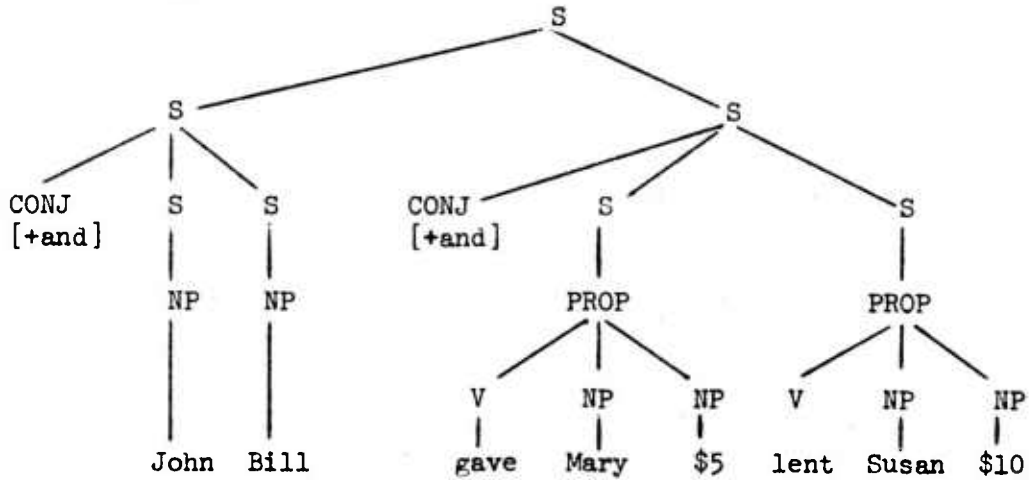 S
S S
CONJ S S CONJ S S
[+and] [+and]
NP NP PROP PROP
V NP NP V NP NP
John Bill gave Mary $5 lent Susan $10